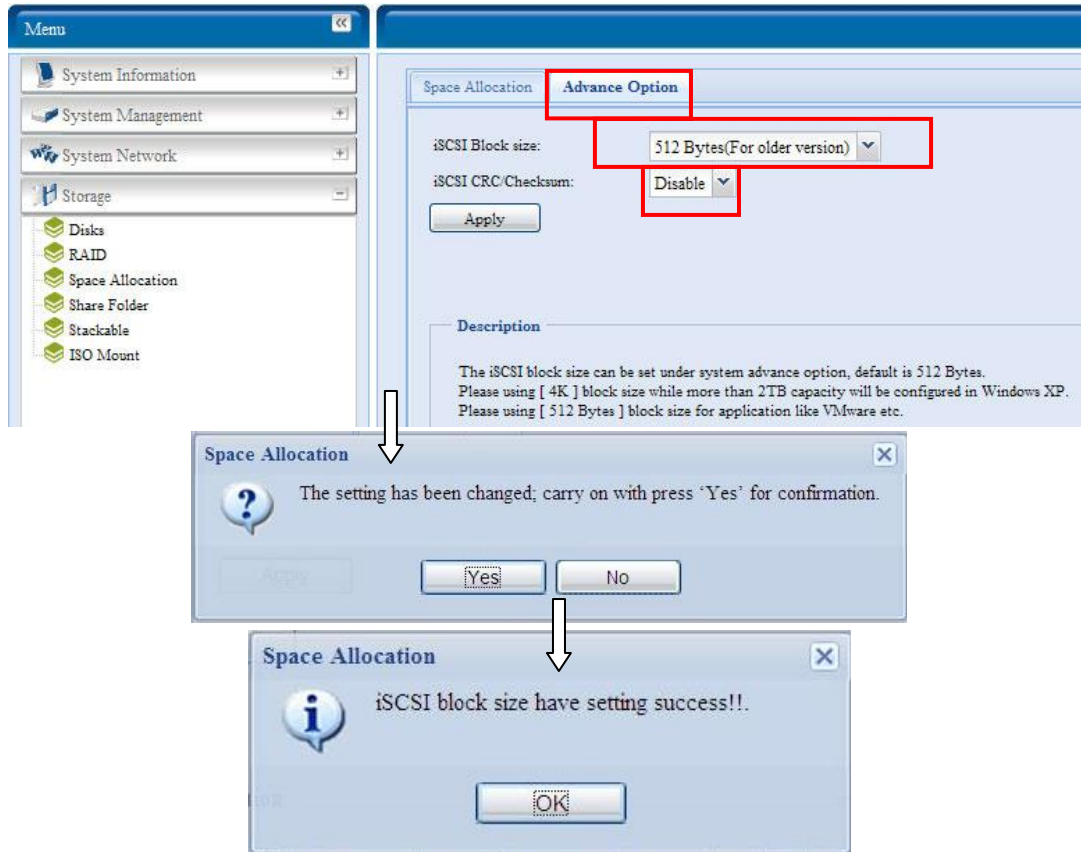 Menu
System Information
System Management
System Network
Storage
Disks
RAID
Space Allocation
Share Folder
Stackable
ISO Mount
Space Allocation Advance Option
iSCSI Block size: 512 Bytes(For older version)
iSCSI CRC/Checksum: Disable
Apply
Description
The iSCSI block size can be set under system advance option, default is 512 Bytes.
Please using [ 4K ] block size while more than 2TB capacity will be configured in Windows XP.
Please using [ 512 Bytes ] block size for application like VMware etc.
Space Allocation
The setting has been changed; carry on with press ‘Yes’ for confirmation.
Apply
Yes No
Space Allocation
iSCSI block size have setting success!!.
OK